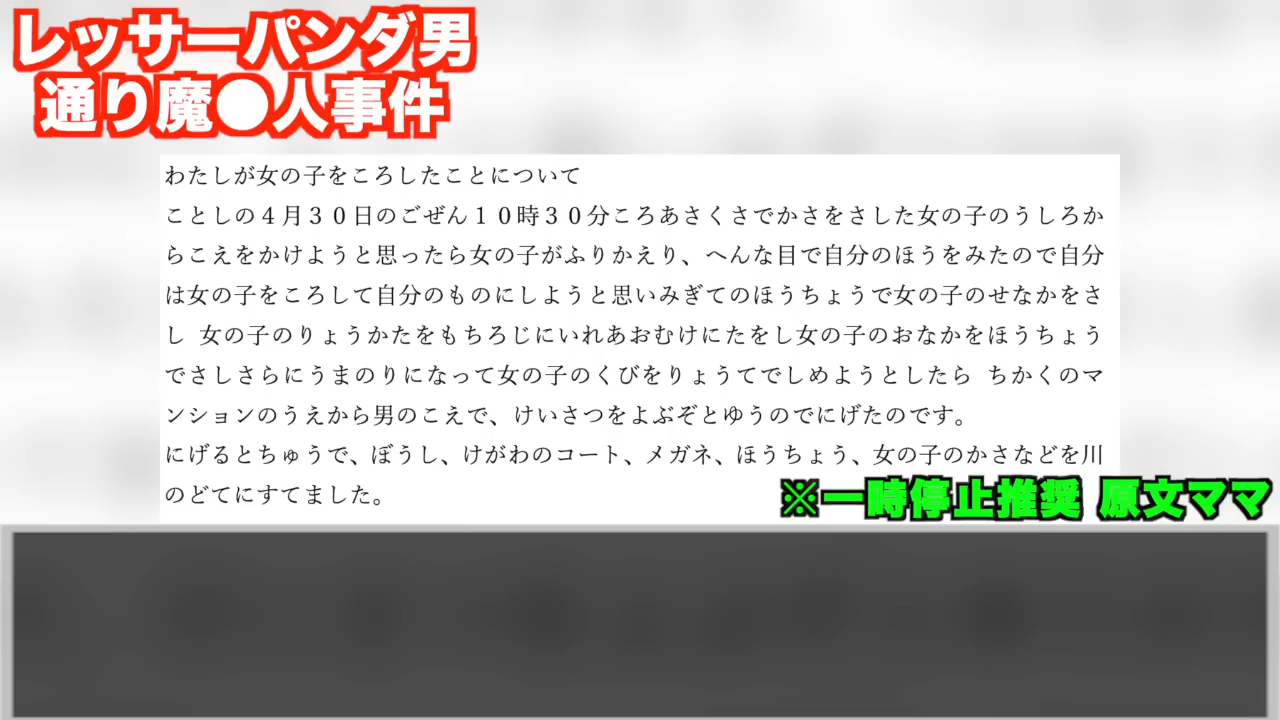 レッサーパンダ男
通り魔●人事件
わたしが女の子をころしたことについて
ことしの４月３０日のごぜん１０時３０分ころあさくさでかさをさした女の子のうしろか
らこえをかけようと思ったら女の子がふりかえり、へんな目で自分のほうをみたので自分
は女の子をころして自分のものにしようと思いみぎてのほうちょうで女の子のせなかをさ
し 女の子のりょうかたをもちろじにいれあおむけにたをし女の子のおなかをほうちょう
でさしさらにうまのりになって女の子のくびをりょうてでしめようとしたら ちかくのマ
ンションのうえから男のこえで、けいさつをよぶぞとゆうのでにげたのです。
にげるとちゅうで、ぼうし、けがわのコート、メガネ、ほうちょう、女の子のかさなどを川
のどてにすてました。
※一時停止推奨 原文ママ